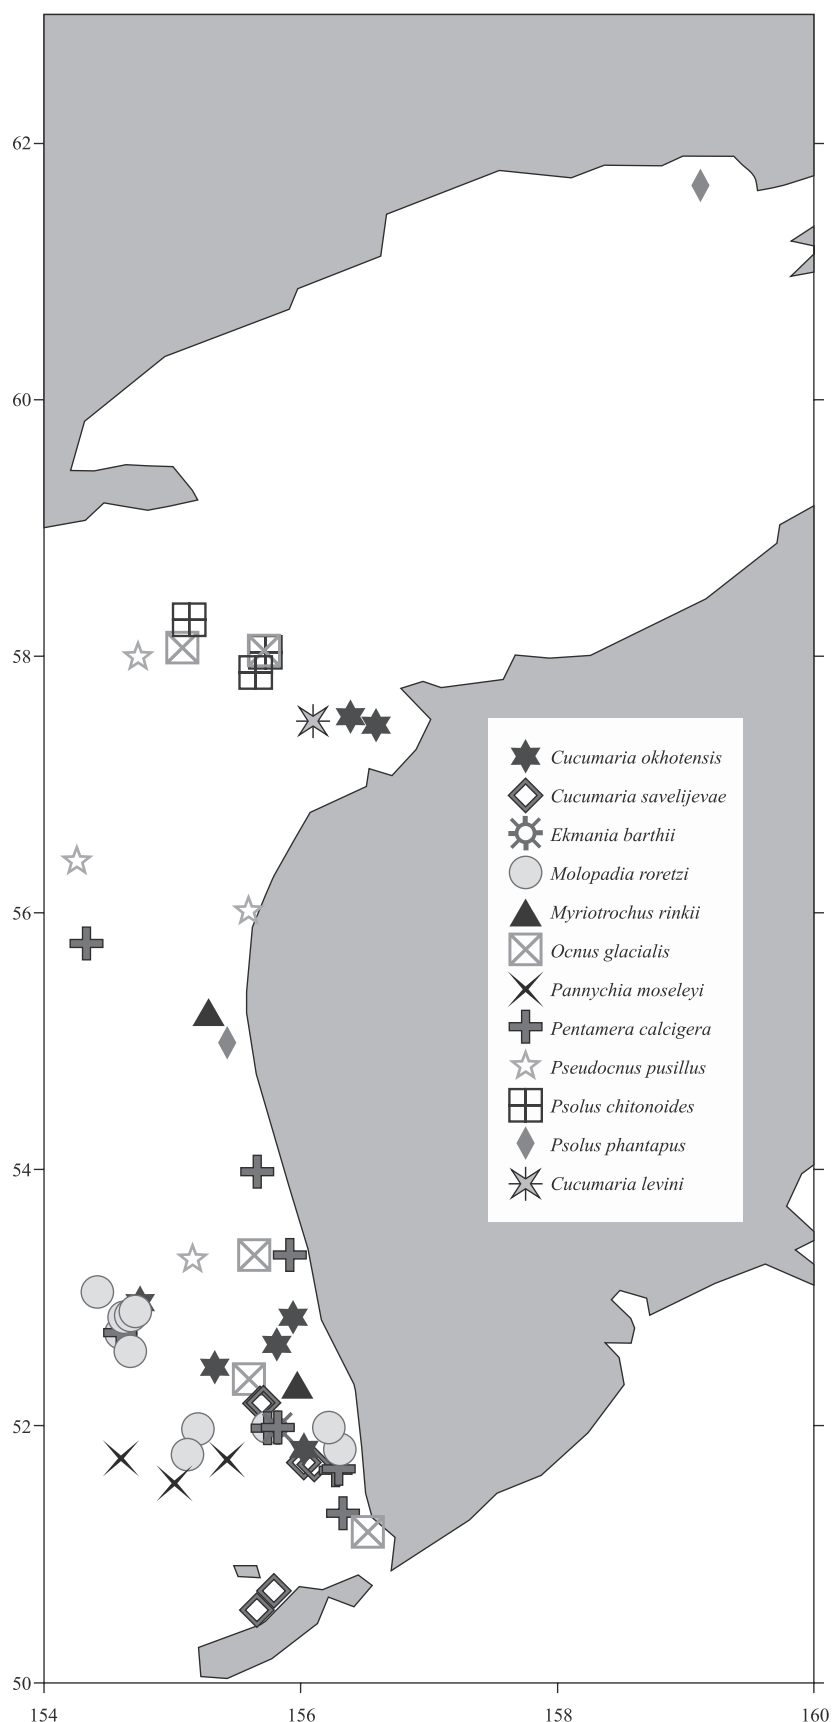 62
60
58
Cucumaria okhotensis
Cucumaria savelijevae
Ekmania barthii
Molopadia roretzi
56
Myriotrochus rinkii
Ocnus glacialis
Pannychia moseleyi
Pentamera calcigera
Pseudocnus pusillus
Psolus chitonoides
Psolus phantapus
54
Cucumaria levini
52
50
154 156 158 160